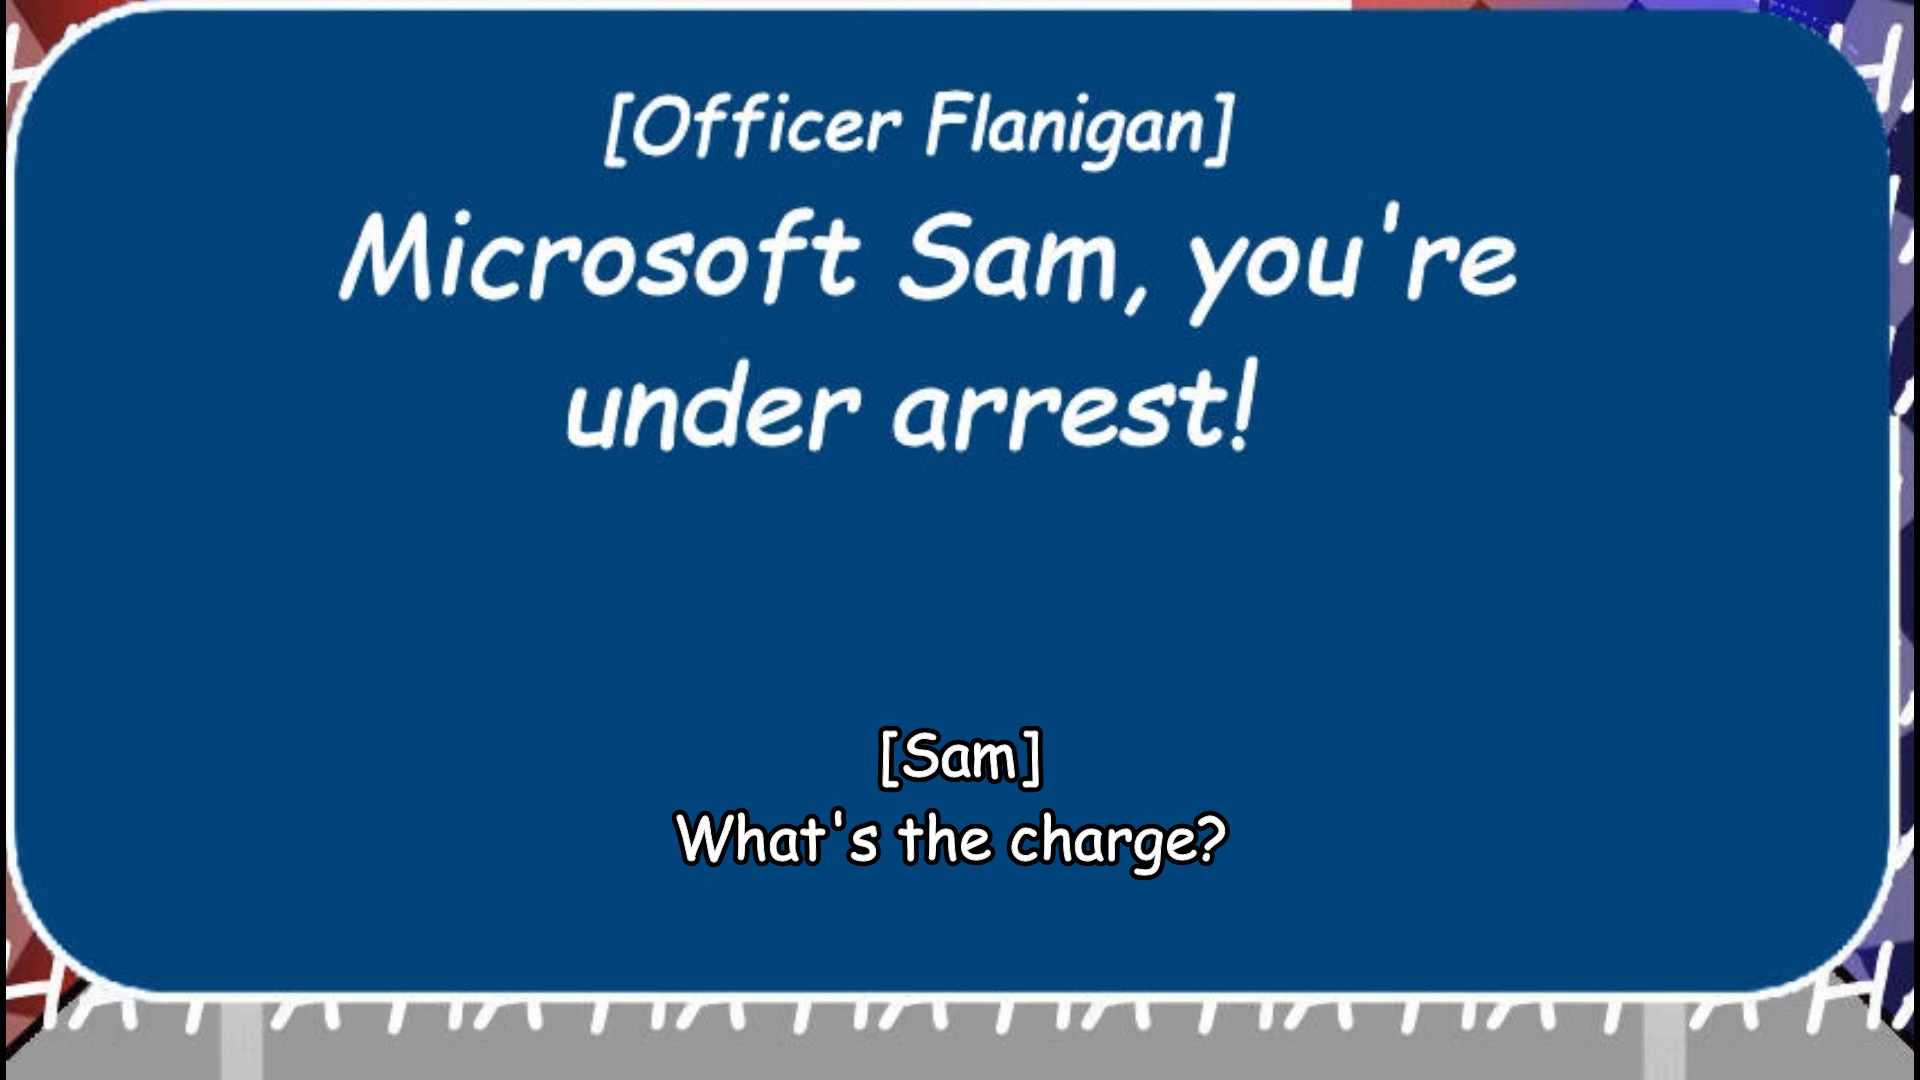 [Officer Flanigan]
Microsoft Sam, you're
under arrest!
[Sam]
What's the charge?